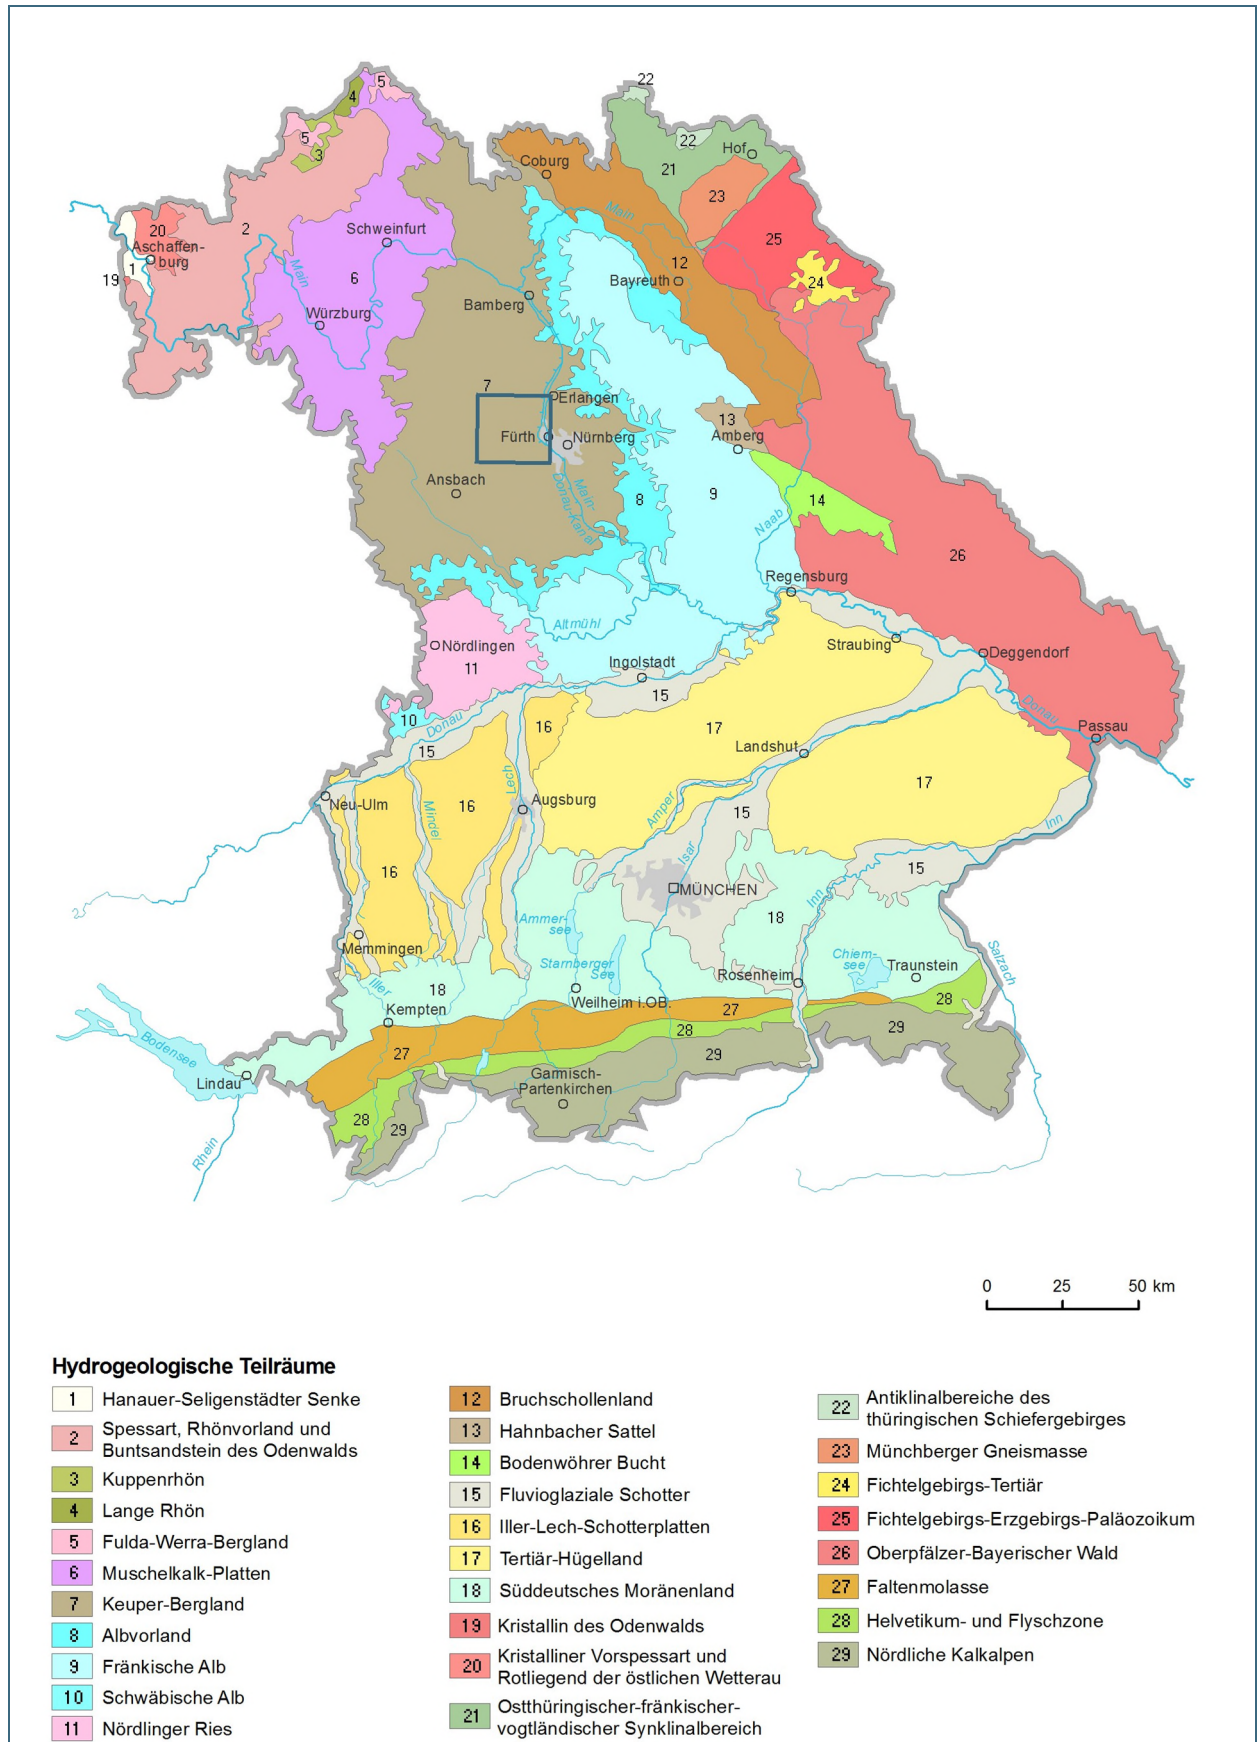 22
5
4
5
3
22
Hof
Coburg
21
23
20
2
Main
Schweinfurt
25
Aschaffen-
burg
1
19
Main
6
12
Bayreuth
24
Bamberg
Würzburg
7
Erlangen
13
Fürth
Nürnberg
Amberg
Ansbach
Main-
Donau-Kanal
8
9
14
Naab
26
Regensburg
Altmühl
Straubing
Nördlingen
11
Ingolstadt
Deggendorf
15
10
Donau
Donau
16
17
Passau
15
Landshut
Lech
17
Neu-Ulm
Mindel
16
Augsburg
Amper
15
Inn
Isar
16
15
MÜNCHEN
Inn
18
Ammer-
see
Memmingen
Starnberger
See
Chiem-
see
Traunstein
Salzach
Rosenheim
Iller
18
Weilheim i.OB.
Kempten
27
28
28
29
Bodensee
27
29
Lindau
Garmisch-
Partenkirchen
28
29
Rhein
0 25 50 km
Hydrogeologische Teilräume
1 Hanauer-Seligenstädter Senke
2 Spessart, Rhönvorland und
Buntsandstein des Odenwalds
3 Kuppenrhön
4 Lange Rhön
5 Fulda-Werra-Bergland
6 Muschelkalk-Platten
7 Keuper-Bergland
8 Albvorland
9 Fränkische Alb
10 Schwäbische Alb
11 Nördlinger Ries
12 Bruchschollenland
13 Hahnbacher Sattel
14 Bodenwöhrer Bucht
15 Fluvioglaziale Schotter
16 Iller-Lech-Schotterplatten
17 Tertiär-Hügelland
18 Süddeutsches Moränenland
19 Kristallin des Odenwalds
20 Kristalliner Vorspessart und
Rotliegend der östlichen Wetterau
21 Ostthüringischer-fränkischer-
vogtländischer Synklinalbereich
22 Antiklinalbereiche des
thüringischen Schiefergebirges
23 Münchberger Gneismasse
24 Fichtelgebirgs-Tertiär
25 Fichtelgebirgs-Erzgebirgs-Paläozoikum
26 Oberpfälzer-Bayerischer Wald
27 Faltenmolasse
28 Helvetikum- und Flyschzone
29 Nördliche Kalkalpen